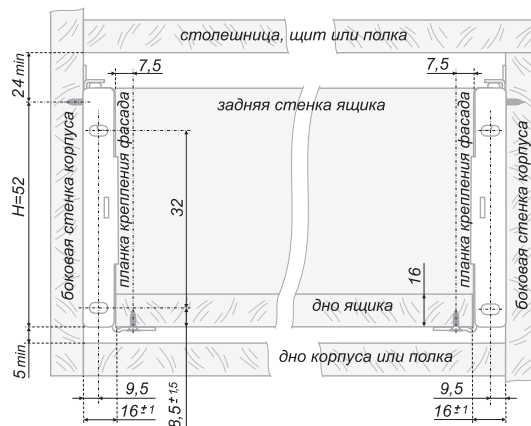 столешница, щит или полка
24 min
7,5
7,5
задняя стенка ящика
боковая стенка корпуса
планка крепления фасада
планка крепления фасада
боковая стенка корпуса
H=52
32
16
дно ящика
дно корпуса или полка
5 min.
9,5
9,5
16±1
8,5±1,5
16±1